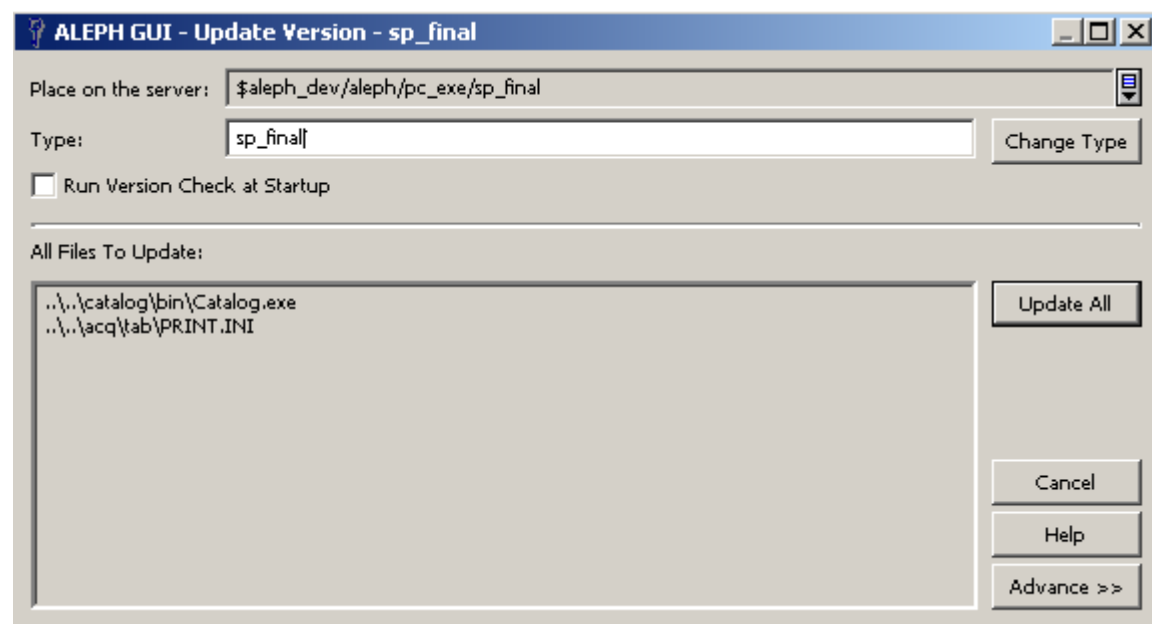 ALEPH GUI - Update Version - sp_final
Place on the server: $aleph_dev/aleph/pc_exe/sp_final
Type: sp_final Change Type
Run Version Check at Startup
All Files To Update:
..\..\catalog\bin\Catalog.exe
..\..\acq\tab\PRINT.INI
Update All
Cancel
Help
Advance >>